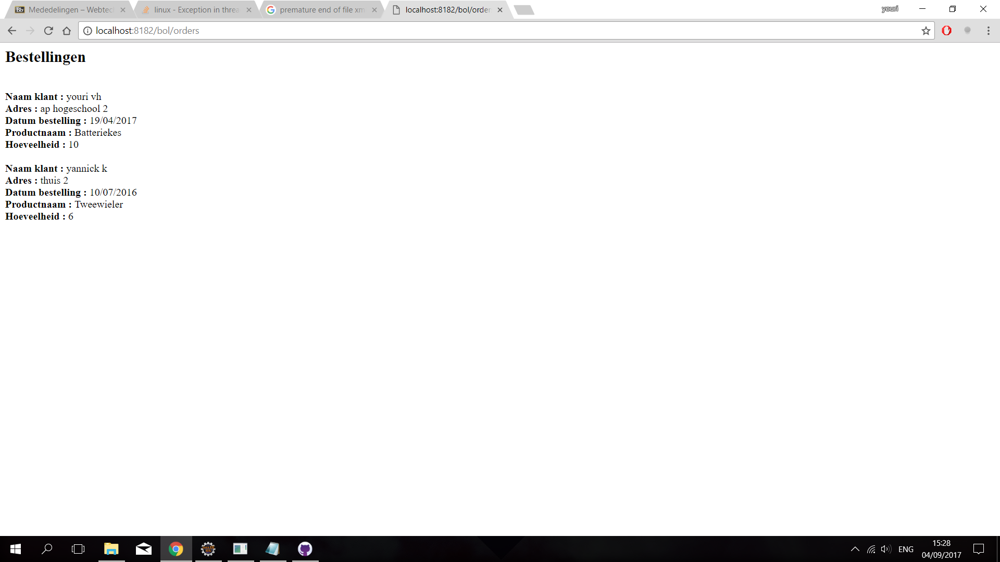 Bb Mededelingen – Webtec
linux - Exception in threa
premature end of file xm
localhost:8182/bol/order
youri
localhost:8182/bol/orders
Bestellingen
Naam klant : youri vh
Adres : ap hogeschool 2
Datum bestelling : 19/04/2017
Productnaam : Batteriekes
Hoeveelheid : 10
Naam klant : yannick k
Adres : thuis 2
Datum bestelling : 10/07/2016
Productnaam : Tweewieler
Hoeveelheid : 6
ENG
15:28
04/09/2017